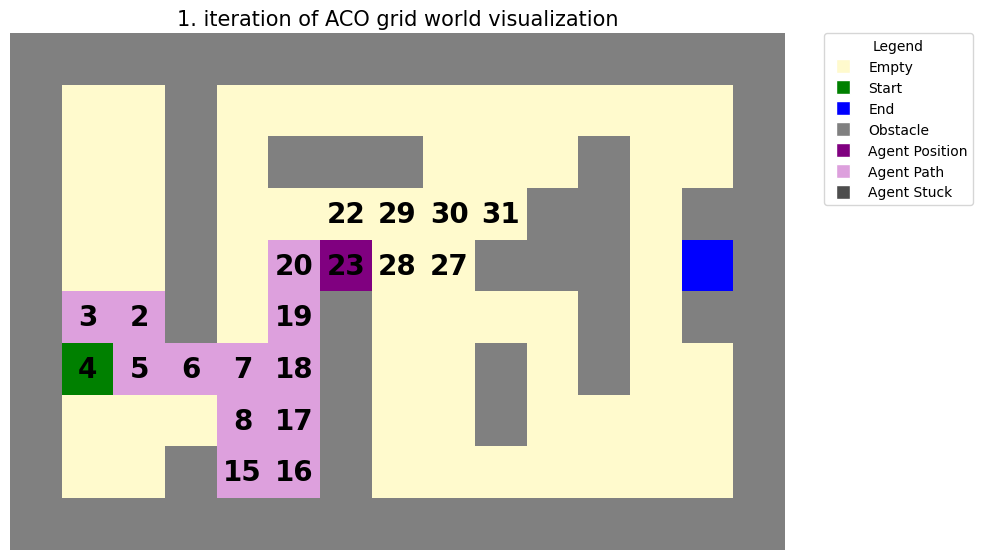 1. iteration of ACO grid world visualization
Legend
Empty
Start
End
Obstacle
Agent Position
Agent Path
Agent Stuck
22 29 30 31
20 23 28 27
3 2 19
4 5 6 7 18
8 17
15 16